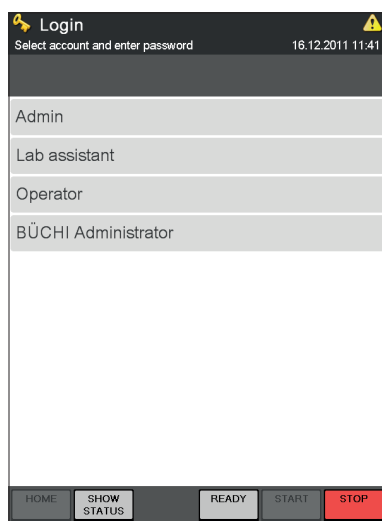 Login
Select account and enter password 16.12.2011 11:41
Admin
Lab assistant
Operator
BÜCHI Administrator
HOME SHOW STATUS READY START STOP